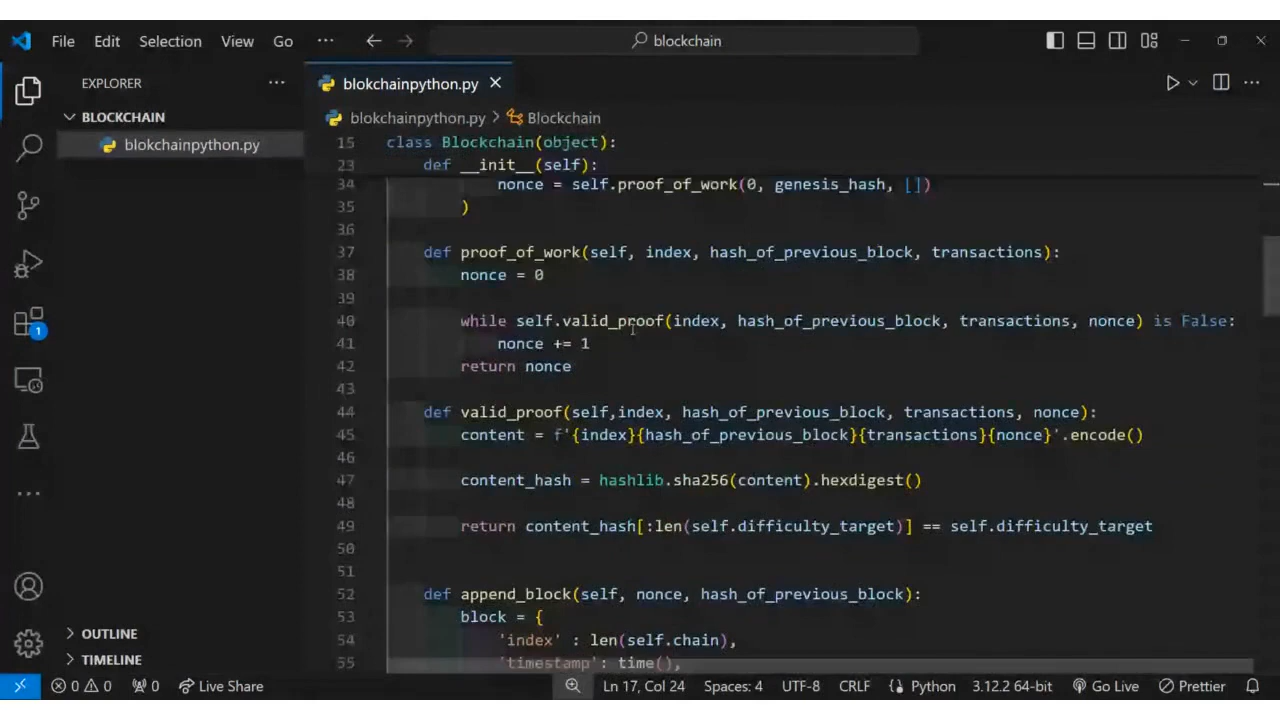 File Edit Selection View Go ··· blockchain
EXPLORER ···
BLOCKCHAIN
blokchainpython.py
OUTLINE
TIMELINE
blokchainpython.py
blokchainpython.py > Blockchain
15 class Blockchain(object):
23 def __init__(self):
34 nonce = self.proof_of_work(0, genesis_hash, [])
35 )
36
37 def proof_of_work(self, index, hash_of_previous_block, transactions):
38 nonce = 0
39
40 while self.valid_proof(index, hash_of_previous_block, transactions, nonce) is False:
41 nonce += 1
42 return nonce
43
44 def valid_proof(self,index, hash_of_previous_block, transactions, nonce):
45 content = f'{index}{hash_of_previous_block}{transactions}{nonce}'.encode()
46
47 content_hash = hashlib.sha256(content).hexdigest()
48
49 return content_hash[:len(self.difficulty_target)] == self.difficulty_target
50
51
52 def append_block(self, nonce, hash_of_previous_block):
53 block = {
54 'index' : len(self.chain),
55 'timestamp': time(),
1
0 0 0 Live Share Ln 17, Col 24 Spaces: 4 UTF-8 CRLF Python 3.12.2 64-bit Go Live Prettier